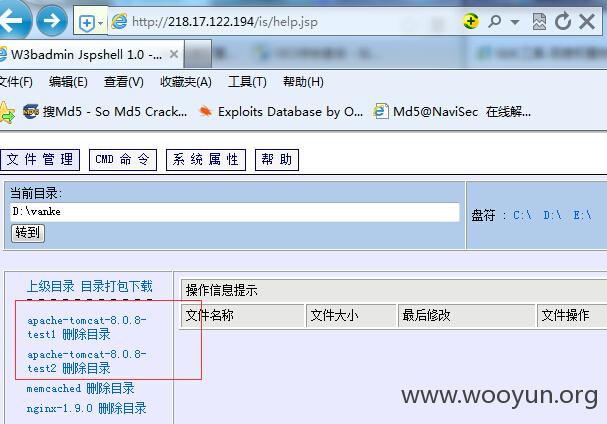 http://218.17.122.194/is/help.jsp
W3badmin Jspshell 1.0 -...
文件(F) 编辑(E) 查看(V) 收藏夹(A) 工具(T) 帮助(H)
搜Md5 - So Md5 Crack... Exploits Database by O... Md5@NaviSec 在线解...
文件管理 CMD命令 系统属性 帮助
当前目录:
D:\vanke
转到
盘符 : C:\ D:\ E:\
上级目录 目录打包下载
apache-tomcat-8.0.8-
test1 删除目录
apache-tomcat-8.0.8-
test2 删除目录
memcached 删除目录
nginx-1.9.0 删除目录
操作信息提示
文件名称 文件大小 最后修改 文件操作
www.wooyun.org